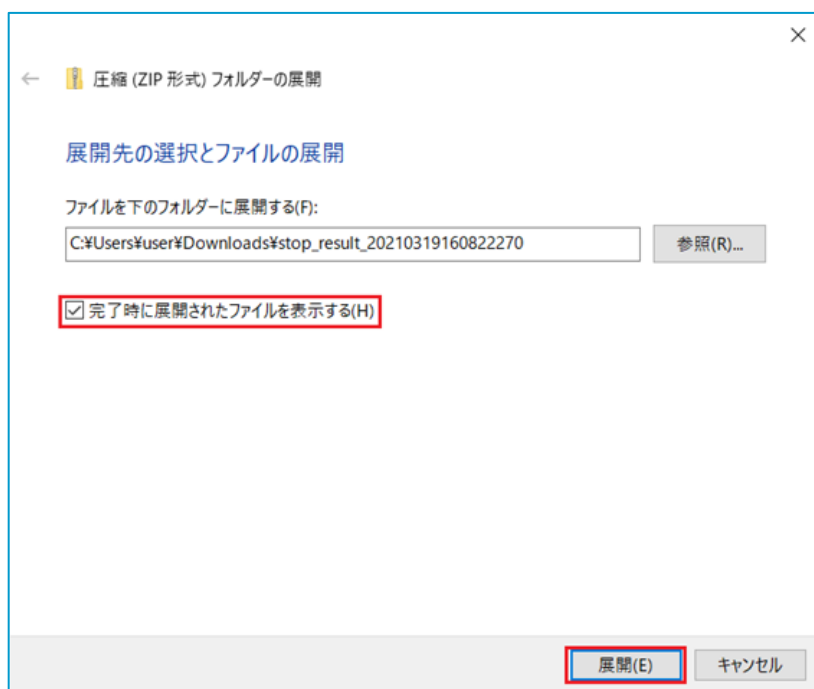 圧縮 (ZIP 形式) フォルダーの展開
展開先の選択とファイルの展開
ファイルを下のフォルダーに展開する(F):
C:¥Users¥user¥Downloads¥stop_result_20210319160822270
参照(R)...
完了時に展開されたファイルを表示する(H)
展開(E)
キャンセル